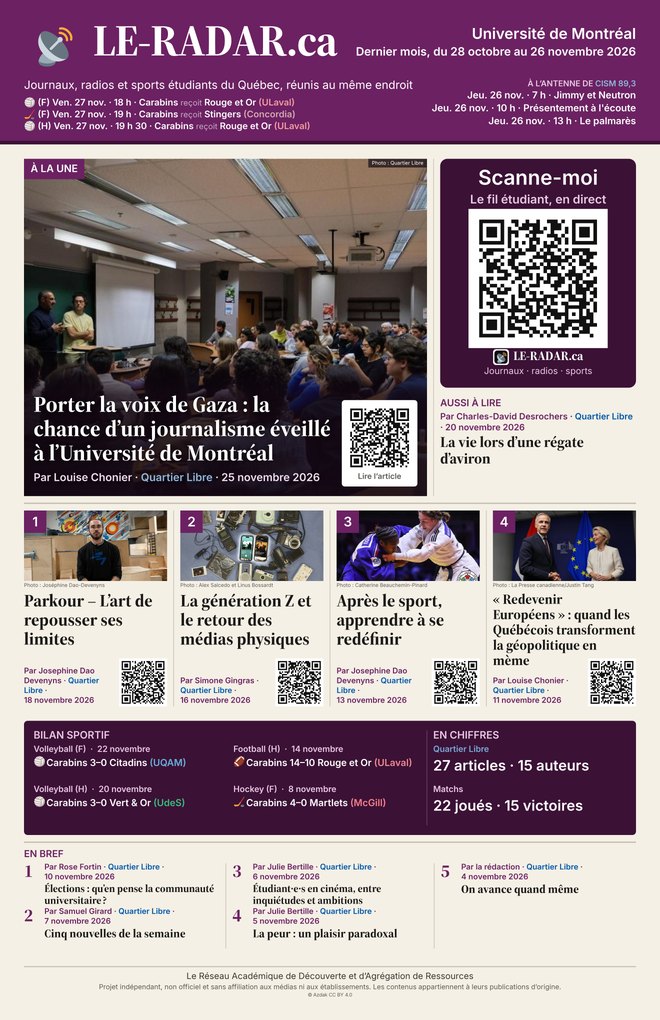 LE-RADAR.ca
Université de Montréal
Dernier mois, du 28 octobre au 26 novembre 2026
Journaux, radios et sports étudiants du Québec, réunis au même endroit
(F) Ven. 27 nov. · 18 h · Carabins reçoit Rouge et Or (ULaval)
(F) Ven. 27 nov. · 19 h · Carabins reçoit Stingers (Concordia)
(H) Ven. 27 nov. · 19 h 30 · Carabins reçoit Rouge et Or (ULaval)
À L'ANTENNE DE CISM 89,3
Jeu. 26 nov. · 7 h · Jimmy et Neutron
Jeu. 26 nov. · 10 h · Présentement à l'écoute
Jeu. 26 nov. · 13 h · Le palmarès
À LA UNE
Photo : Quartier Libre
Porter la voix de Gaza : la
chance d'un journalisme éveillé
à l'Université de Montréal
Par Louise Chonier · Quartier Libre · 25 novembre 2026
Lire l'article
Scanne-moi
Le fil étudiant, en direct
LE-RADAR.ca
Journaux · radios · sports
AUSSI À LIRE
Par Charles-David Desrochers · Quartier Libre
· 20 novembre 2026
La vie lors d'une régate
d'aviron
1
Photo : Joséphine Dao-Devenyns
Parkour – L'art de
repousser ses
limites
Par Josephine Dao
Devenyns · Quartier
Libre ·
18 novembre 2026
2
Photo : Alex Salcedo et Linus Bossardt
La génération Z et
le retour des
médias physiques
Par Simone Gingras ·
Quartier Libre ·
16 novembre 2026
3
Photo : Catherine Beauchemin-Pinard
Après le sport,
apprendre à se
redéfinir
Par Josephine Dao
Devenyns · Quartier
Libre ·
13 novembre 2026
4
Photo : La Presse canadienne/Justin Tang
« Redevenir
Européens » : quand les
Québécois transforment
la géopolitique en
mème
Par Louise Chonier ·
Quartier Libre ·
11 novembre 2026
BILAN SPORTIF
Volleyball (F) · 22 novembre
Carabins 3–0 Citadins (UQAM)
Football (H) · 14 novembre
Carabins 14–10 Rouge et Or (ULaval)
Volleyball (H) · 20 novembre
Carabins 3–0 Vert & Or (UdeS)
Hockey (F) · 8 novembre
Carabins 4–0 Martlets (McGill)
EN CHIFFRES
Quartier Libre
27 articles · 15 auteurs
Matchs
22 joués · 15 victoires
EN BREF
1
Par Rose Fortin · Quartier Libre ·
10 novembre 2026
Élections : qu'en pense la communauté
universitaire ?
2
Par Samuel Girard · Quartier Libre ·
7 novembre 2026
Cinq nouvelles de la semaine
3
Par Julie Bertille · Quartier Libre ·
6 novembre 2026
Étudiant·e·s en cinéma, entre
inquiétudes et ambitions
4
Par Julie Bertille · Quartier Libre ·
5 novembre 2026
La peur : un plaisir paradoxal
5
Par la rédaction · Quartier Libre ·
4 novembre 2026
On avance quand même
Le Réseau Académique de Découverte et d'Agrégation de Ressources
Projet indépendant, non officiel et sans affiliation aux médias ni aux établissements. Les contenus appartiennent à leurs publications d'origine.
© Azdak CC BY 4.0